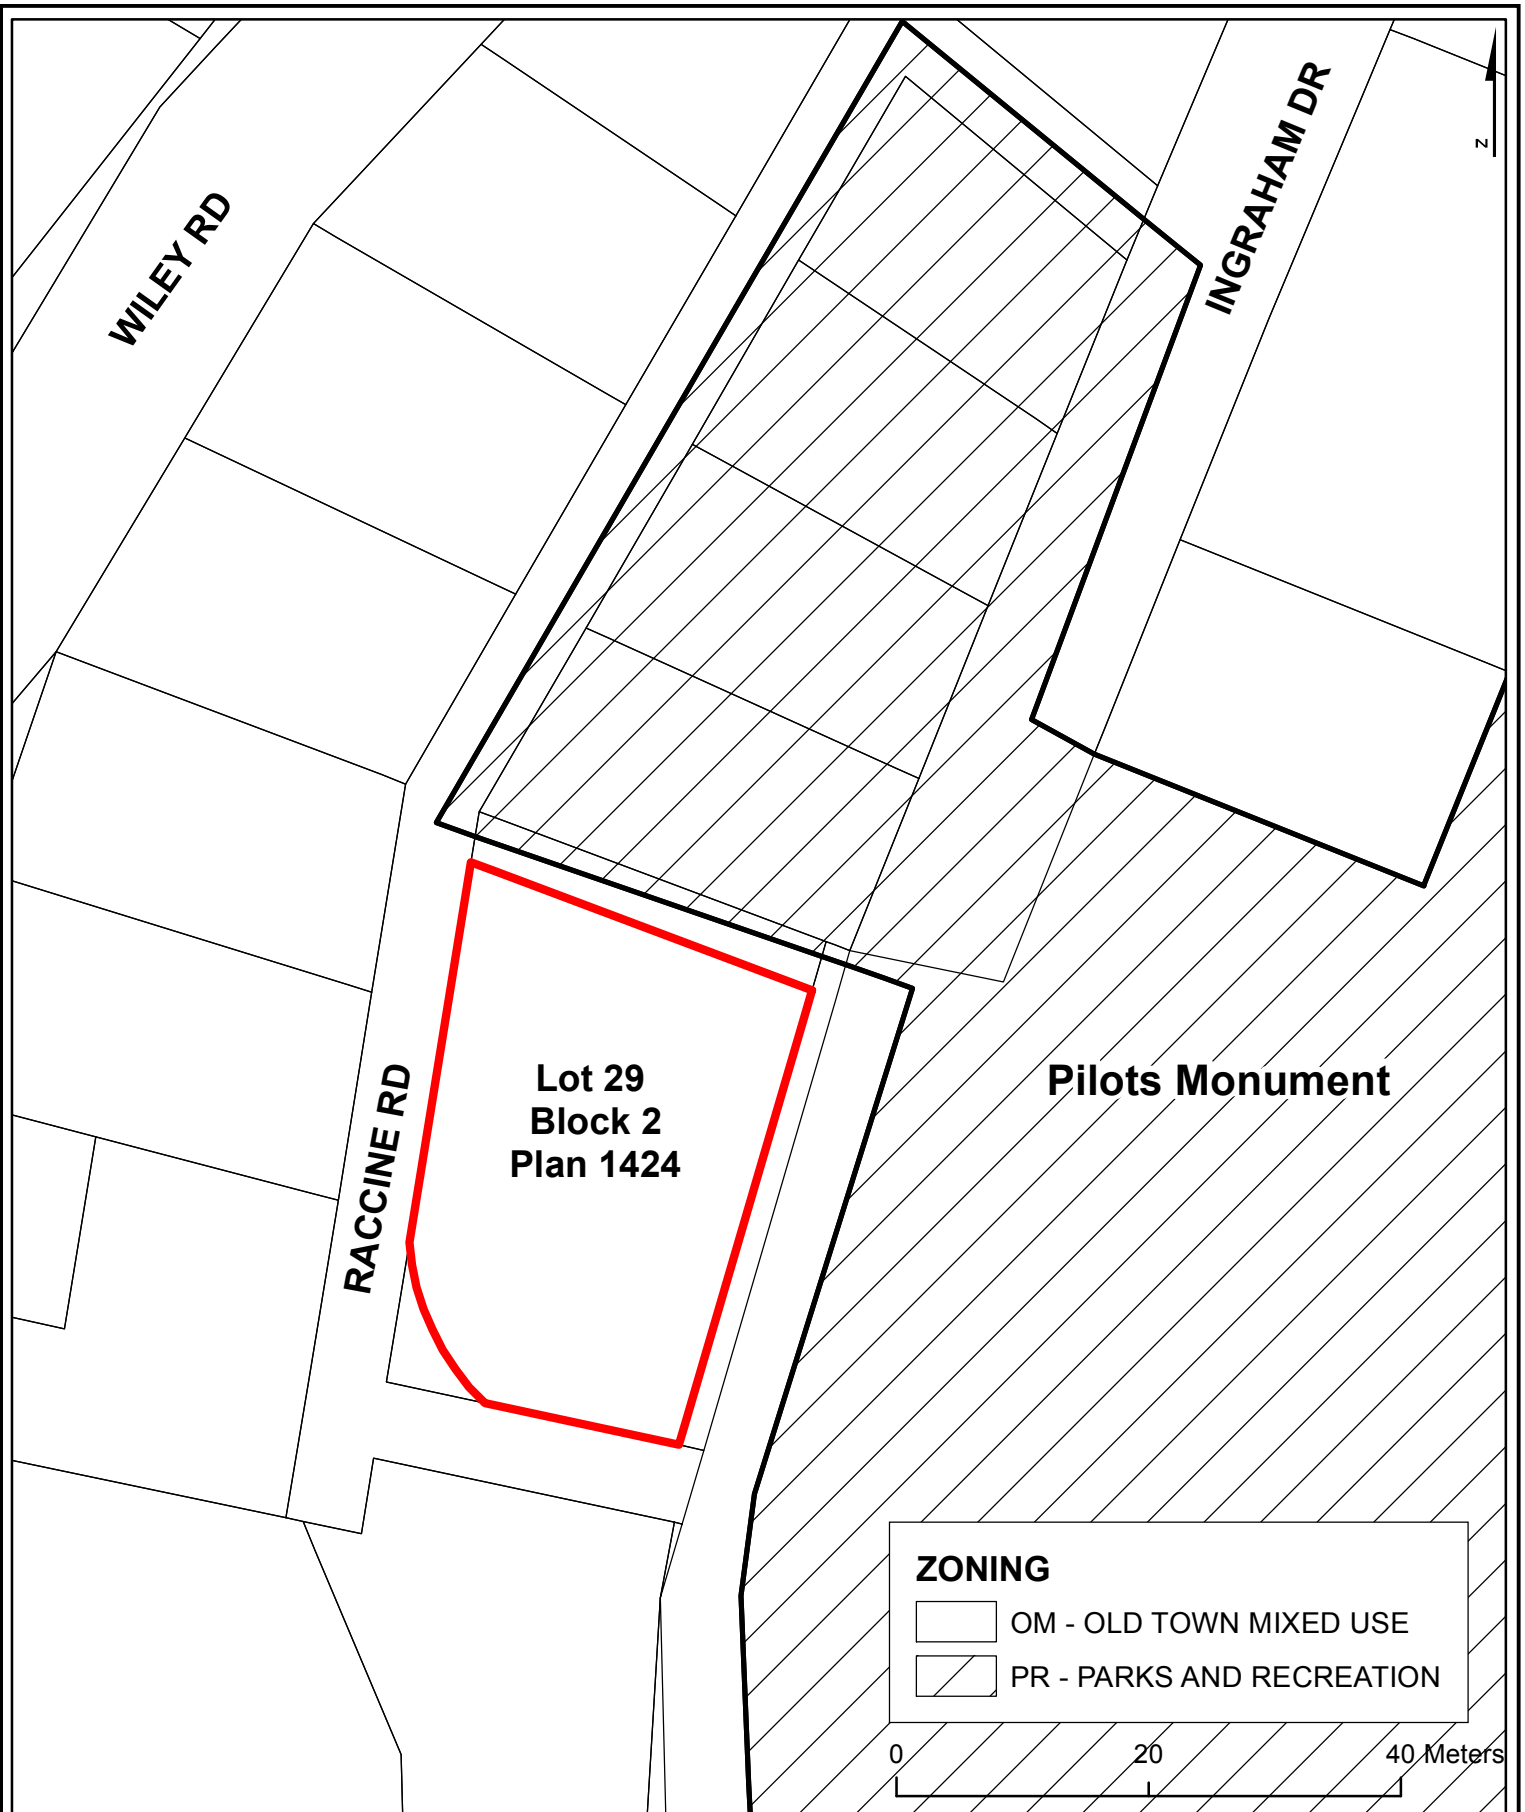 INGRAHAM DR
N
WILEY RD
Lot 29
Block 2
Plan 1424
Pilots Monument
RACCINE RD
ZONING
OM - OLD TOWN MIXED USE
PR - PARKS AND RECREATION
0 20 40 Meters